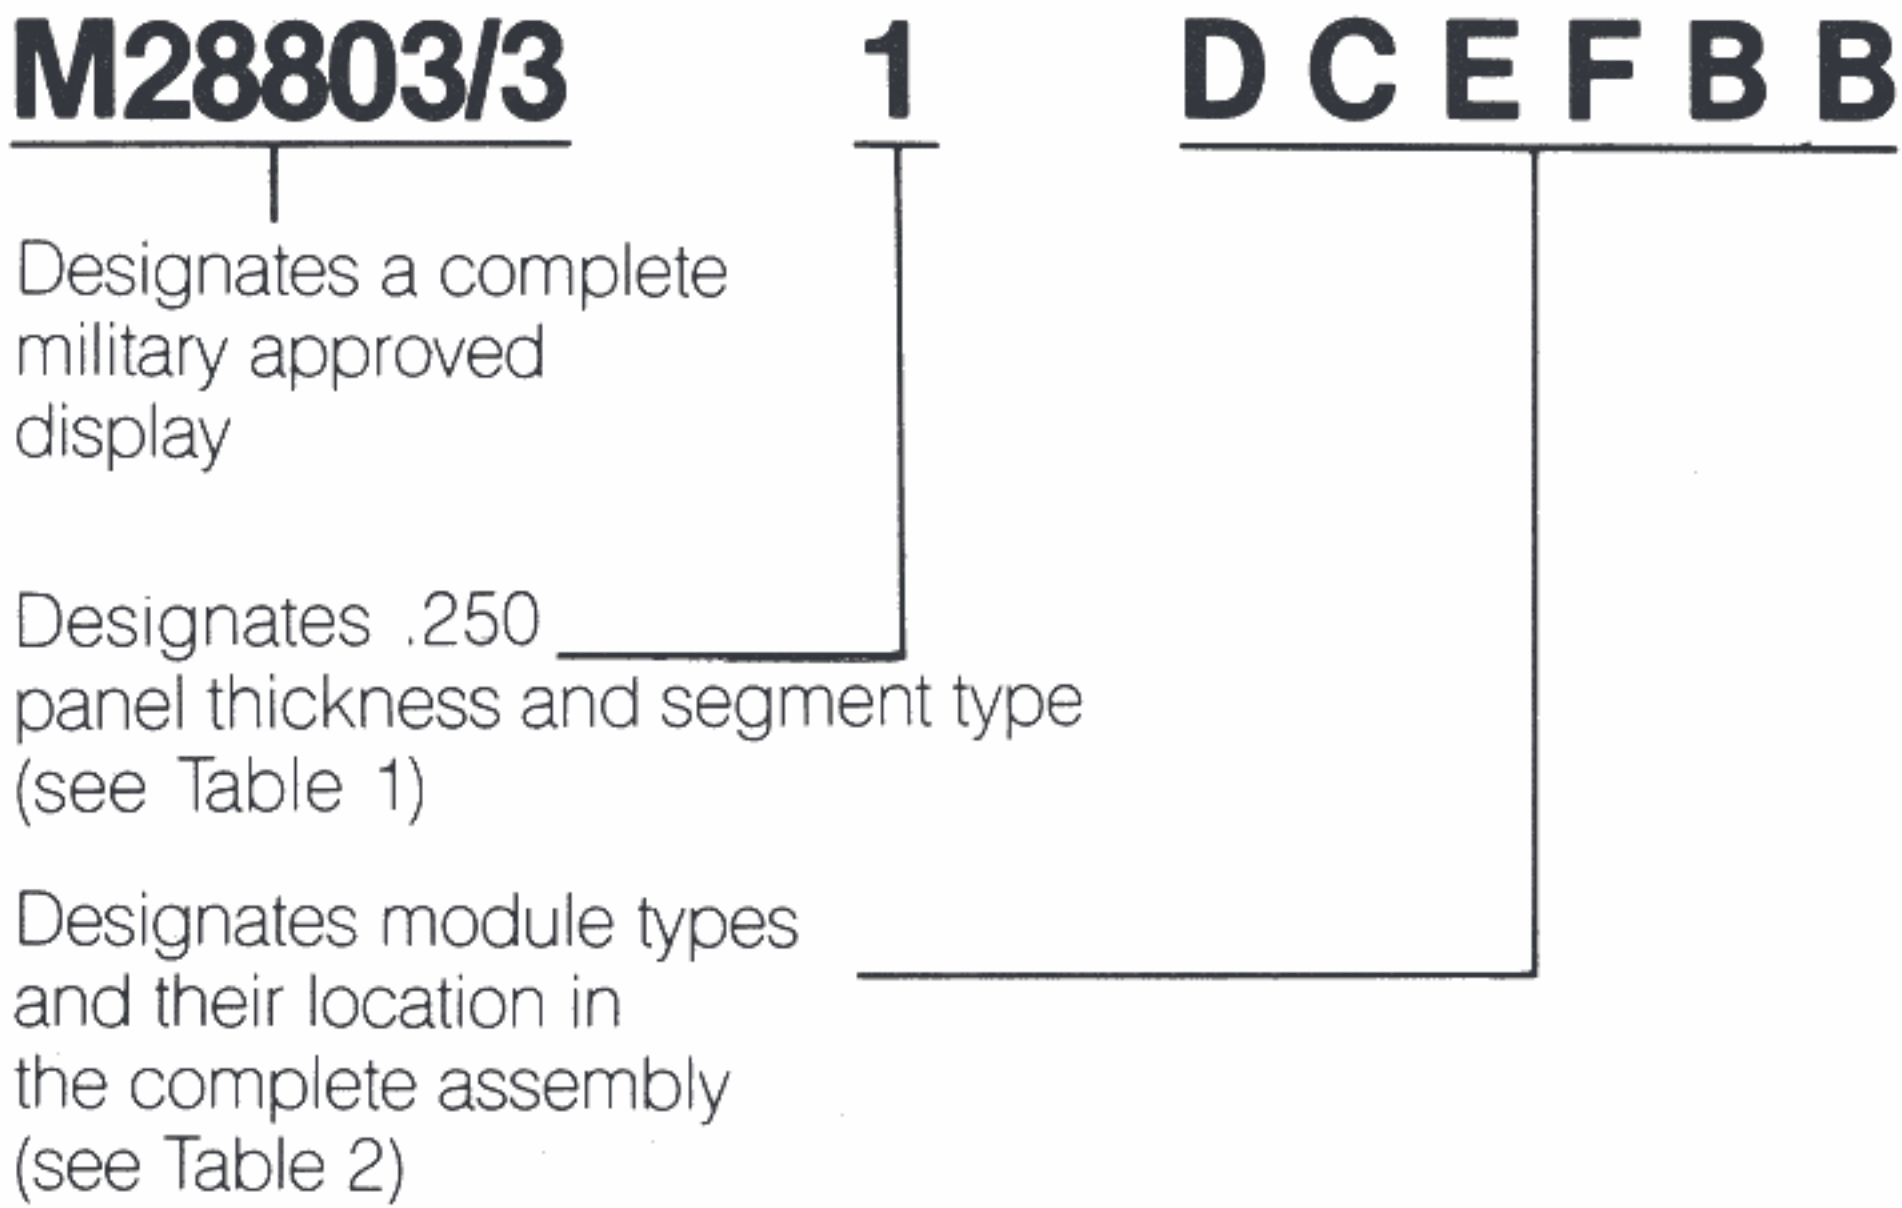 M28803/3 1 D C E F B B
Designates a complete
military approved
display
Designates .250
panel thickness and segment type
(see Table 1)
Designates module types
and their location in
the complete assembly
(see Table 2)